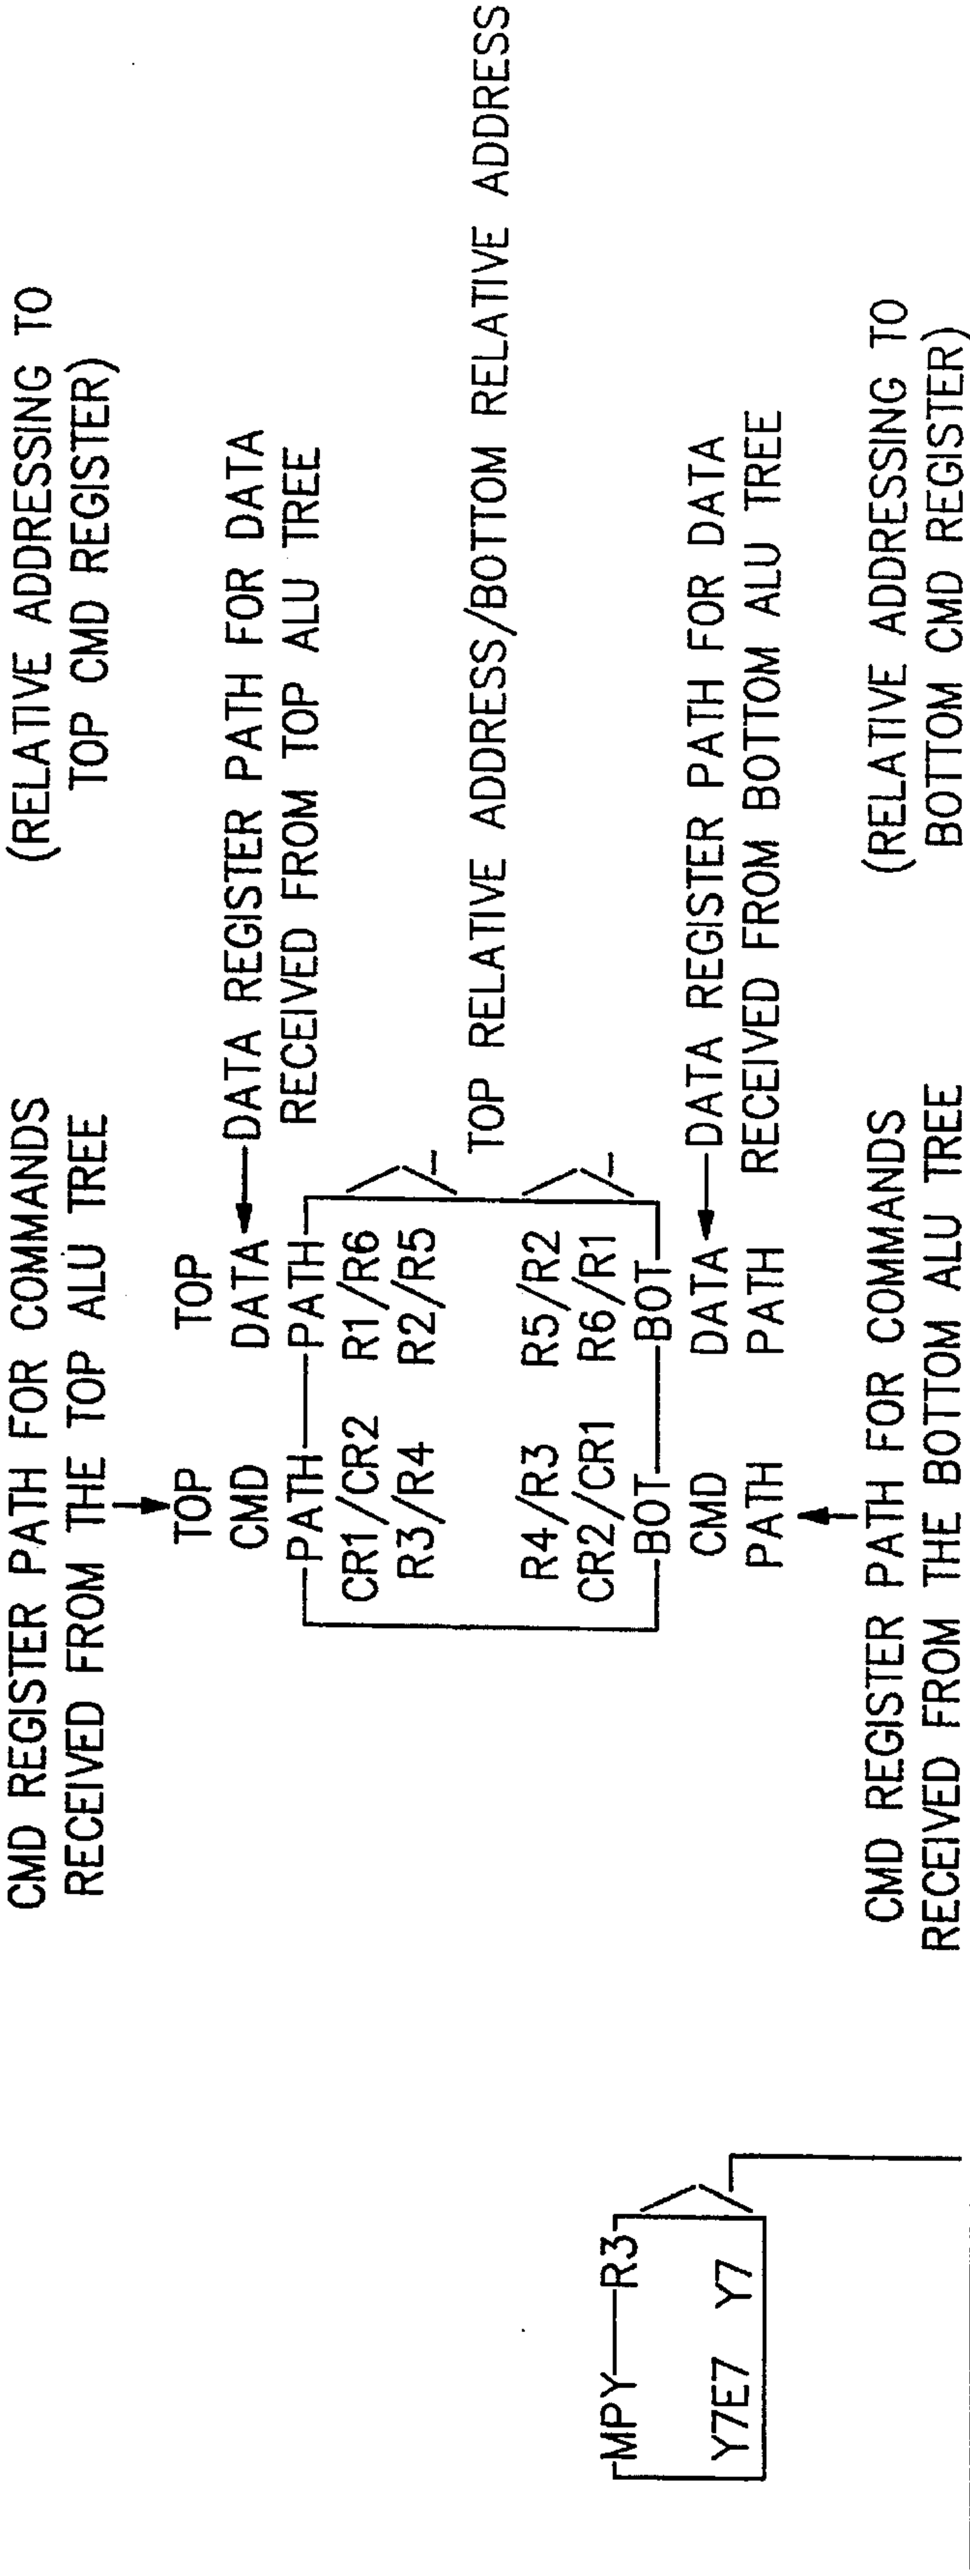 CMD REGISTER PATH FOR COMMANDS (RELATIVE ADDRESSING TO
RECEIVED FROM THE TOP ALU TREE TOP CMD REGISTER)
TOP TOP
CMD DATA DATA REGISTER PATH FOR DATA
PATH PATH RECEIVED FROM TOP ALU TREE
CR1/CR2 R1/R6
R3/R4 R2/R5
TOP RELATIVE ADDRESS/BOTTOM RELATIVE ADDRESS
R4/R3 R5/R2
CR2/CR1 R6/R1
BOT BOT
CMD DATA DATA REGISTER PATH FOR DATA
PATH PATH RECEIVED FROM BOTTOM ALU TREE
CMD REGISTER PATH FOR COMMANDS (RELATIVE ADDRESSING TO
RECEIVED FROM THE BOTTOM ALU TREE BOTTOM CMD REGISTER)
MPY R3
Y7E7 Y7